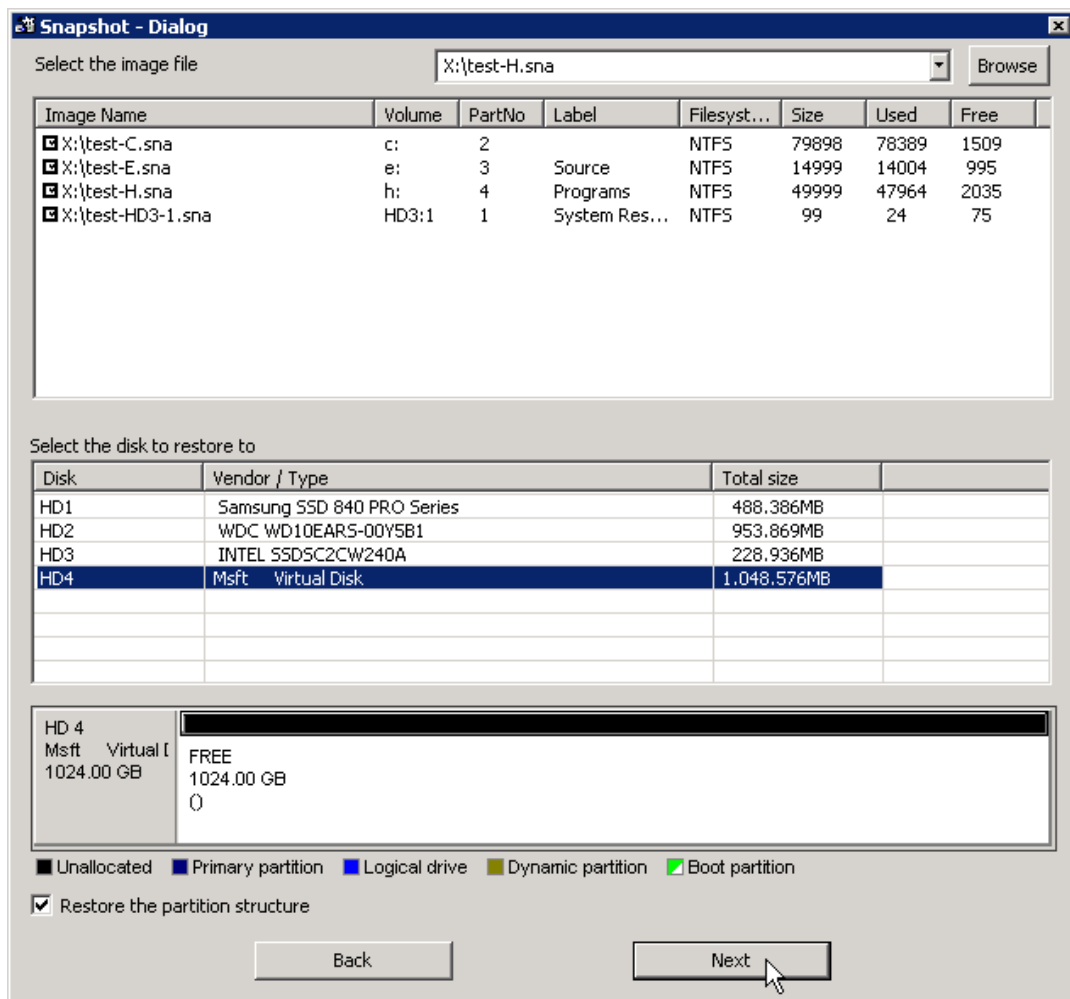 Snapshot - Dialog
Select the image file X:\test-H.sna Browse
Image Name Volume PartNo Label Filesyst... Size Used Free
X:\test-C.sna c: 2 NTFS 79898 78389 1509
X:\test-E.sna e: 3 Source NTFS 14999 14004 995
X:\test-H.sna h: 4 Programs NTFS 49999 47964 2035
X:\test-HD3-1.sna HD3:1 1 System Res... NTFS 99 24 75
Select the disk to restore to
Disk Vendor / Type Total size
HD1 Samsung SSD 840 PRO Series 488.386MB
HD2 WDC WD10EARS-00Y5B1 953.869MB
HD3 INTEL SSDSC2CW240A 228.936MB
HD4 Msft Virtual Disk 1.048.576MB
HD 4
Msft Virtual [
1024.00 GB
FREE
1024.00 GB
()
Unallocated Primary partition Logical drive Dynamic partition Boot partition
Restore the partition structure
Back Next